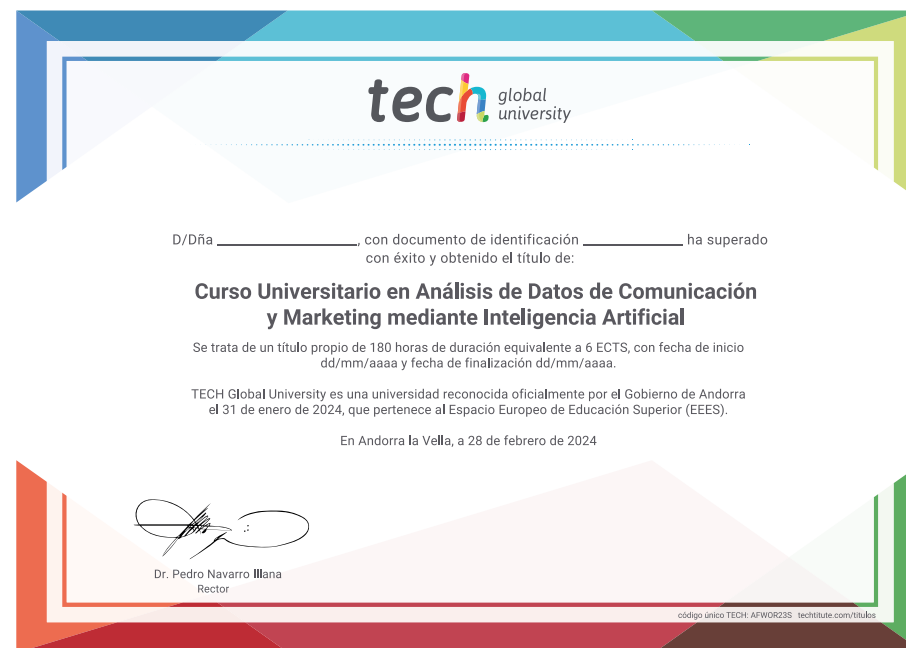 tech global university
D/Dña ____________________, con documento de identificación ______________ ha superado
con éxito y obtenido el título de:
Curso Universitario en Análisis de Datos de Comunicación
y Marketing mediante Inteligencia Artificial
Se trata de un título propio de 180 horas de duración equivalente a 6 ECTS, con fecha de inicio
dd/mm/aaaa y fecha de finalización dd/mm/aaaa.
TECH Global University es una universidad reconocida oficialmente por el Gobierno de Andorra
el 31 de enero de 2024, que pertenece al Espacio Europeo de Educación Superior (EEES).
En Andorra la Vella, a 28 de febrero de 2024
Dr. Pedro Navarro Illana
Rector
código único TECH: AFWOR23S techtitute.com/titulos